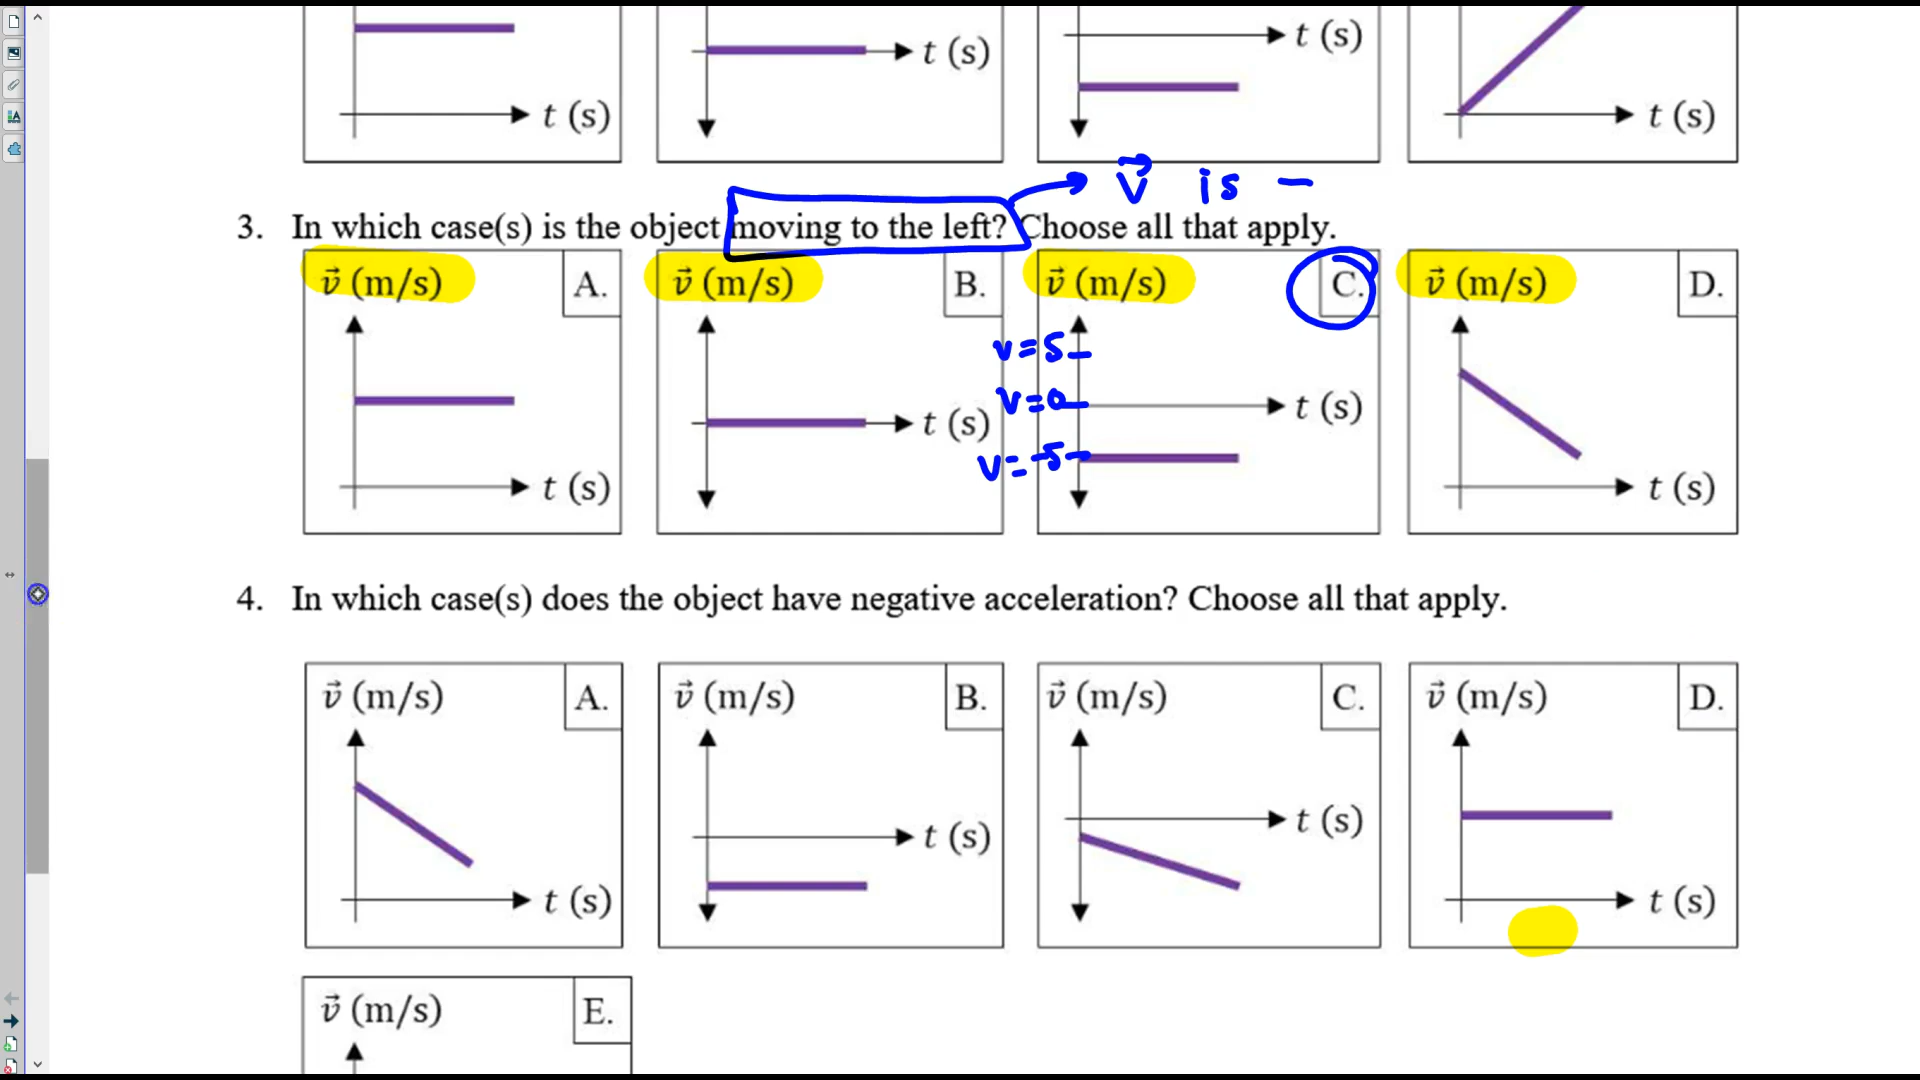 t (s)
t (s)
t (s)
t (s)
v⃗ is −
3. In which case(s) is the object moving to the left? Choose all that apply.
v⃗ (m/s) A.
t (s)
v⃗ (m/s) B.
t (s)
v⃗ (m/s) C.
v=5
v=0
v=-5
t (s)
v⃗ (m/s) D.
t (s)
4. In which case(s) does the object have negative acceleration? Choose all that apply.
v⃗ (m/s) A.
t (s)
v⃗ (m/s) B.
t (s)
v⃗ (m/s) C.
t (s)
v⃗ (m/s) D.
t (s)
v⃗ (m/s) E.